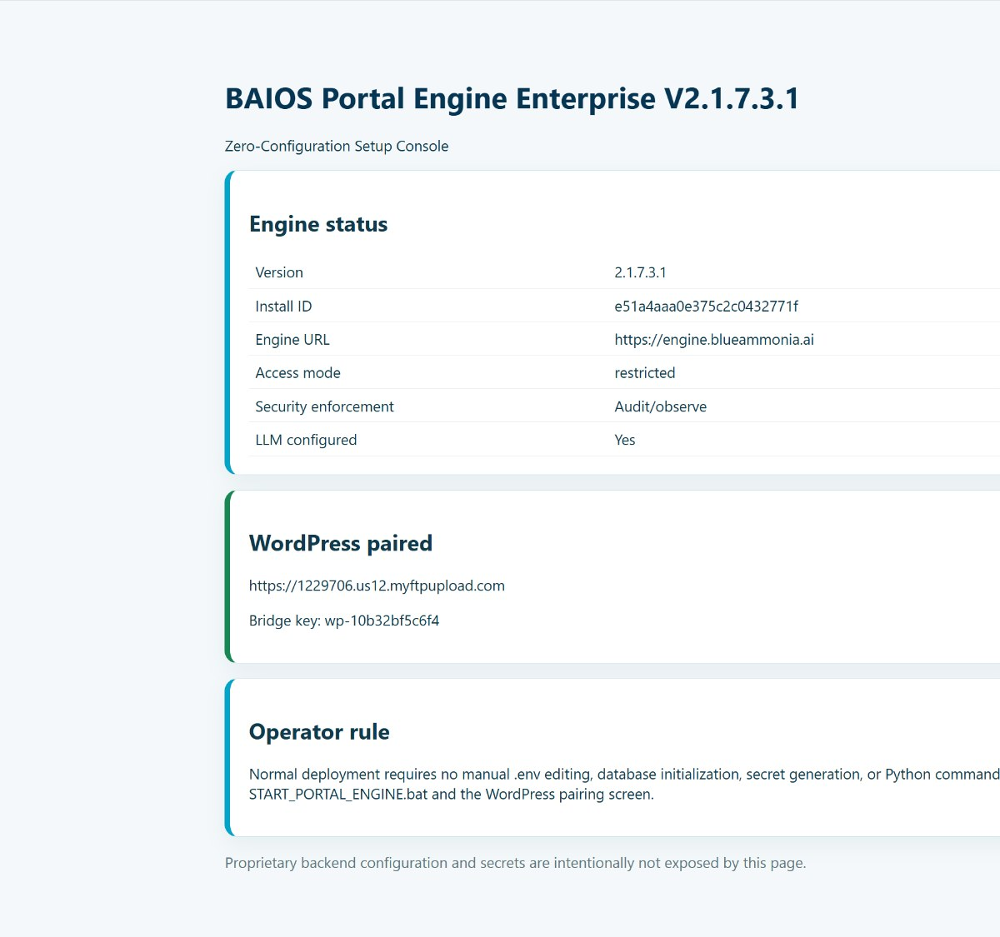 BAIOS Portal Engine Enterprise V2.1.7.3.1
Zero-Configuration Setup Console
Engine status
Version 2.1.7.3.1
Install ID e51a4aaa0e375c2c0432771f
Engine URL https://engine.blueammonia.ai
Access mode restricted
Security enforcement Audit/observe
LLM configured Yes
WordPress paired
https://1229706.us12.myftpupload.com
Bridge key: wp-10b32bf5c6f4
Operator rule
Normal deployment requires no manual .env editing, database initialization, secret generation, or Python command
START_PORTAL_ENGINE.bat and the WordPress pairing screen.
Proprietary backend configuration and secrets are intentionally not exposed by this page.